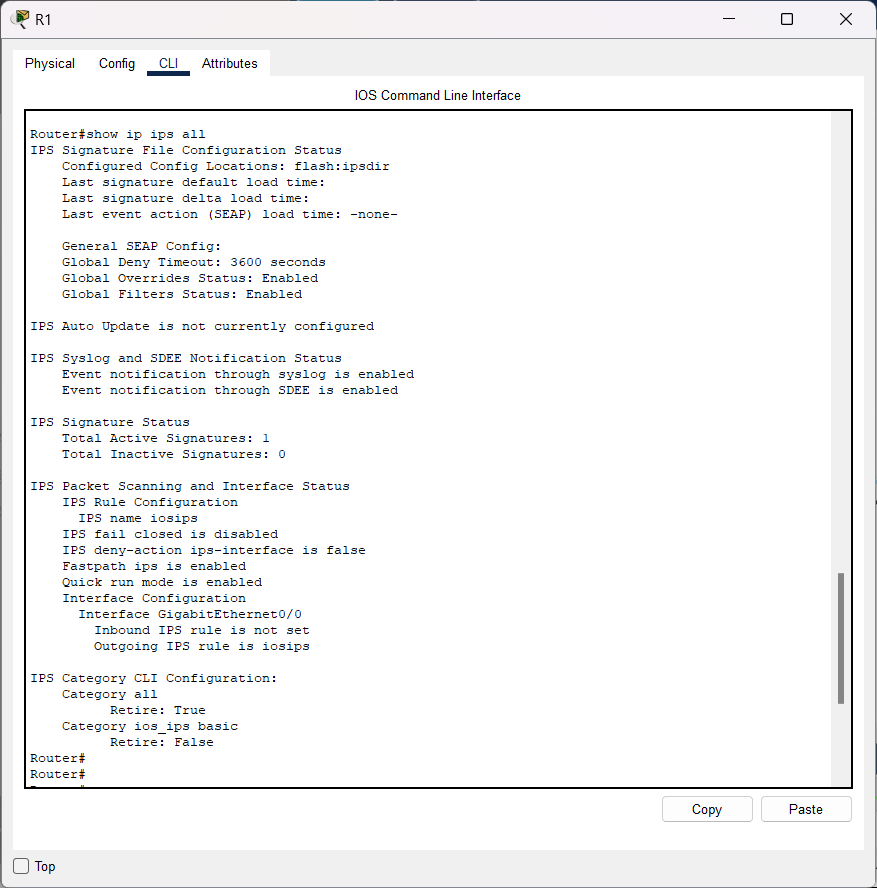 R1
Physical Config CLI Attributes
IOS Command Line Interface
Router#show ip ips all
IPS Signature File Configuration Status
Configured Config Locations: flash:ipsdir
Last signature default load time:
Last signature delta load time:
Last event action (SEAP) load time: -none-
General SEAP Config:
Global Deny Timeout: 3600 seconds
Global Overrides Status: Enabled
Global Filters Status: Enabled
IPS Auto Update is not currently configured
IPS Syslog and SDEE Notification Status
Event notification through syslog is enabled
Event notification through SDEE is enabled
IPS Signature Status
Total Active Signatures: 1
Total Inactive Signatures: 0
IPS Packet Scanning and Interface Status
IPS Rule Configuration
IPS name iosips
IPS fail closed is disabled
IPS deny-action ips-interface is false
Fastpath ips is enabled
Quick run mode is enabled
Interface Configuration
Interface GigabitEthernet0/0
Inbound IPS rule is not set
Outgoing IPS rule is iosips
IPS Category CLI Configuration:
Category all
Retire: True
Category ios_ips basic
Retire: False
Router#
Router#
Copy Paste
Top